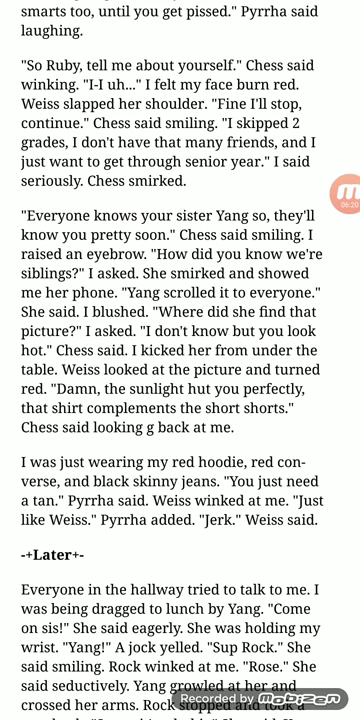 smarts too, until you get pissed." Pyrrha said
laughing.
"So Ruby, tell me about yourself." Chess said
winking. "I-I uh..." I felt my face burn red.
Weiss slapped her shoulder. "Fine I'll stop,
continue." Chess said smiling. "I skipped 2
grades, I don't have that many friends, and I
just want to get through senior year." I said
seriously. Chess smirked.
"Everyone knows your sister Yang so, they'll
know you pretty soon." Chess said smiling. I
raised an eyebrow. "How did you know we're
siblings?" I asked. She smirked and showed
me her phone. "Yang scrolled it to everyone."
She said. I blushed. "Where did she find that
picture?" I asked. "I don't know but you look
hot." Chess said. I kicked her from under the
table. Weiss looked at the picture and turned
red. "Damn, the sunlight hut you perfectly,
that shirt complements the short shorts."
Chess said looking g back at me.
I was just wearing my red hoodie, red con-
verse, and black skinny jeans. "You just need
a tan." Pyrrha said. Weiss winked at me. "Just
like Weiss." Pyrrha added. "Jerk." Weiss said.
-+Later+-
Everyone in the hallway tried to talk to me. I
was being dragged to lunch by Yang. "Come
on sis!" She said eagerly. She was holding my
wrist. "Yang!" A jock yelled. "Sup Rock." She
said smiling. Rock winked at me. "Rose." She
said seductively. Yang growled at her and
crossed her arms. Rock stopped and took a
06:20
Recorded by Mobizen